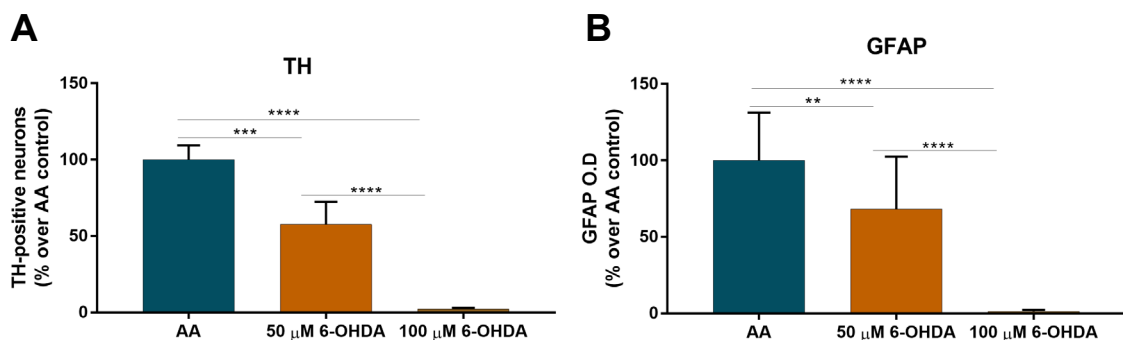 A
TH
TH-positive neurons
(% over AA control)
150
100
50
0
****
***
****
AA
50 μM 6-OHDA
100 μM 6-OHDA
B
GFAP
GFAP O.D
(% over AA control)
150
100
50
0
****
**
****
AA
50 μM 6-OHDA
100 μM 6-OHDA